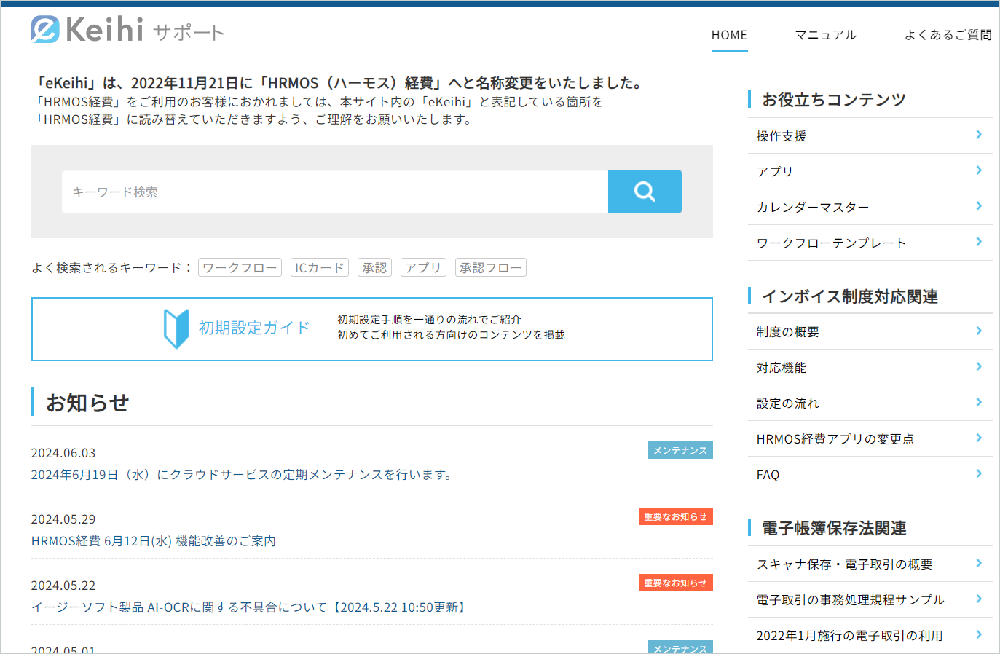 Keihi サポート
HOME
マニュアル
よくあるご質問
「eKeihi」は、2022年11月21日に「HRMOS（ハーモス）経費」へと名称変更をいたしました。
「HRMOS経費」をご利用のお客様におかれましては、本サイト内の「eKeihi」と表記している箇所を
「HRMOS経費」に読み替えていただきますよう、ご理解をお願いいたします。
キーワード検索
よく検索されるキーワード： ワークフロー ICカード 承認 アプリ 承認フロー
初期設定ガイド
初期設定手順を一通りの流れでご紹介
初めてご利用される方向けのコンテンツを掲載
お知らせ
2024.06.03
メンテナンス
2024年6月19日（水）にクラウドサービスの定期メンテナンスを行います。
2024.05.29
重要なお知らせ
HRMOS経費 6月12日(水) 機能改善のご案内
2024.05.22
重要なお知らせ
イージーソフト製品 AI-OCRに関する不具合について【2024.5.22 10:50更新】
2024.05.01
メンテナンス
お役立ちコンテンツ
操作支援
アプリ
カレンダーマスター
ワークフローテンプレート
インボイス制度対応関連
制度の概要
対応機能
設定の流れ
HRMOS経費アプリの変更点
FAQ
電子帳簿保存法関連
スキャナ保存・電子取引の概要
電子取引の事務処理規程サンプル
2022年1月施行の電子取引の利用